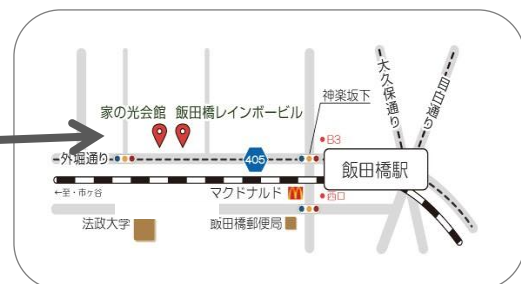 大久保通り
目白通り
神楽坂下
家の光会館 飯田橋レインボービル
B3
外堀通り
405
飯田橋駅
←至・市ヶ谷
マクドナルド
西口
法政大学
飯田橋郵便局